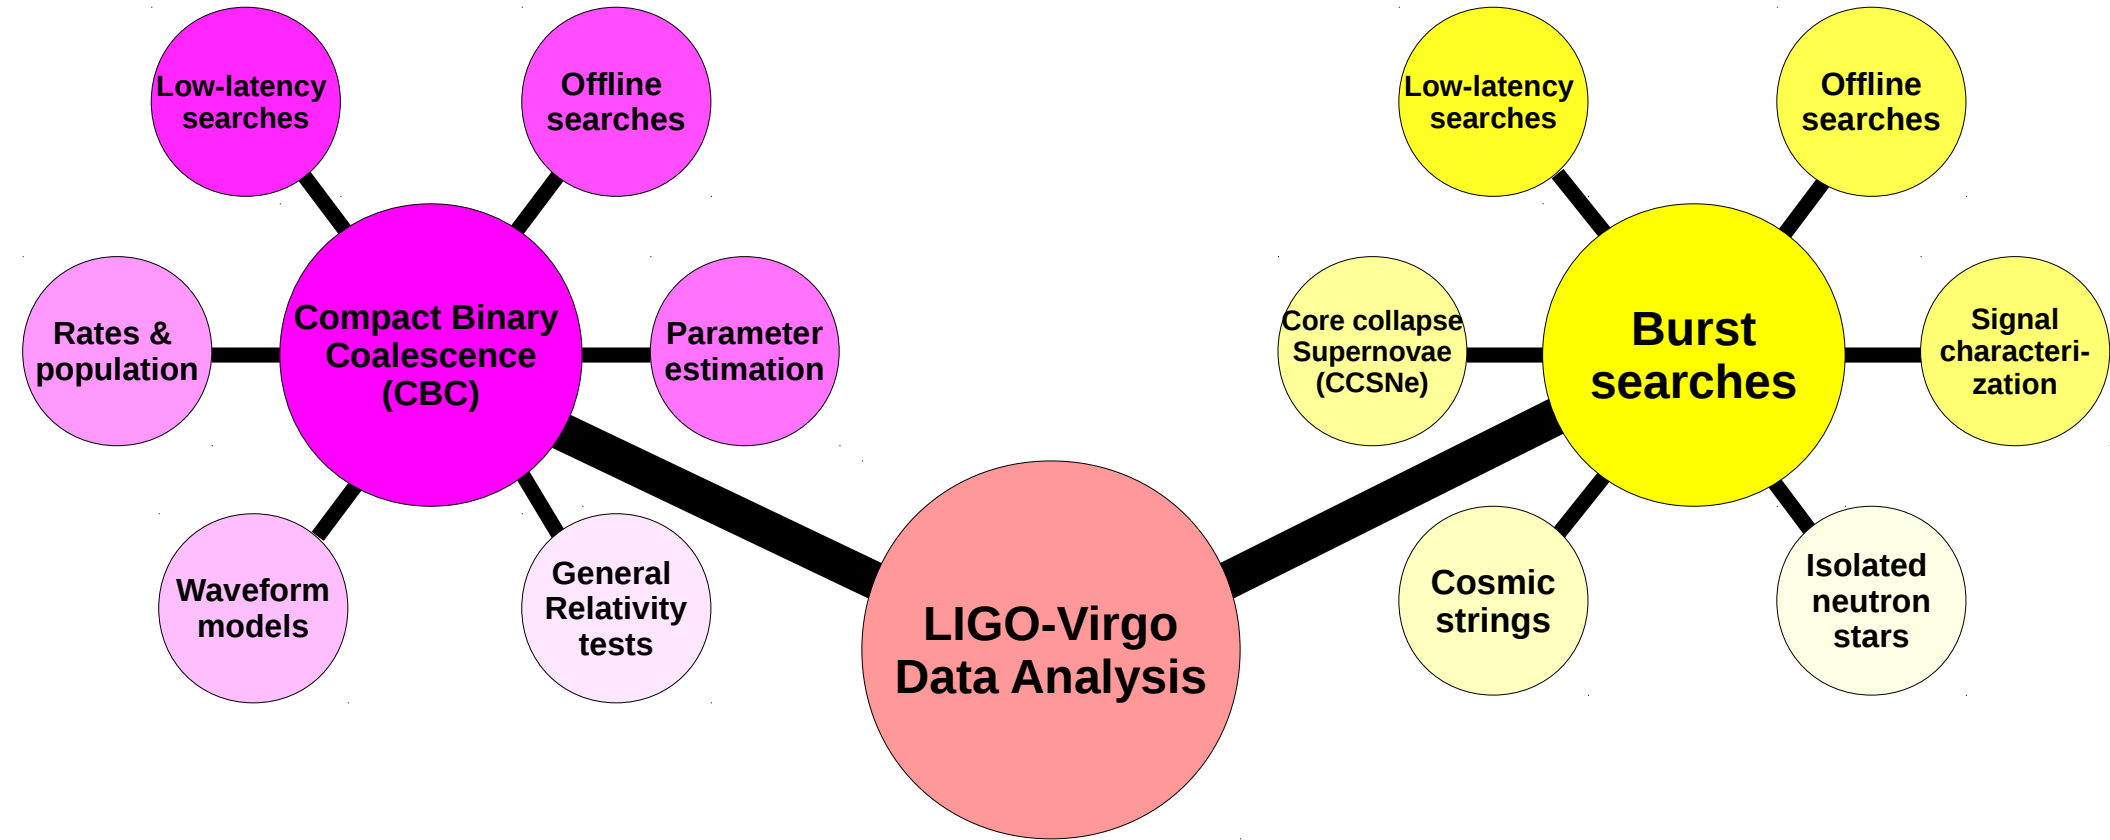 Low-latency
searches
Offline
searches
Rates &
population
Compact Binary
Coalescence
(CBC)
Parameter
estimation
Waveform
models
General
Relativity
tests
LIGO-Virgo
Data Analysis
Low-latency
searches
Offline
searches
Core collapse
Supernovae
(CCSNe)
Burst
searches
Signal
characteri-
zation
Cosmic
strings
Isolated
neutron
stars